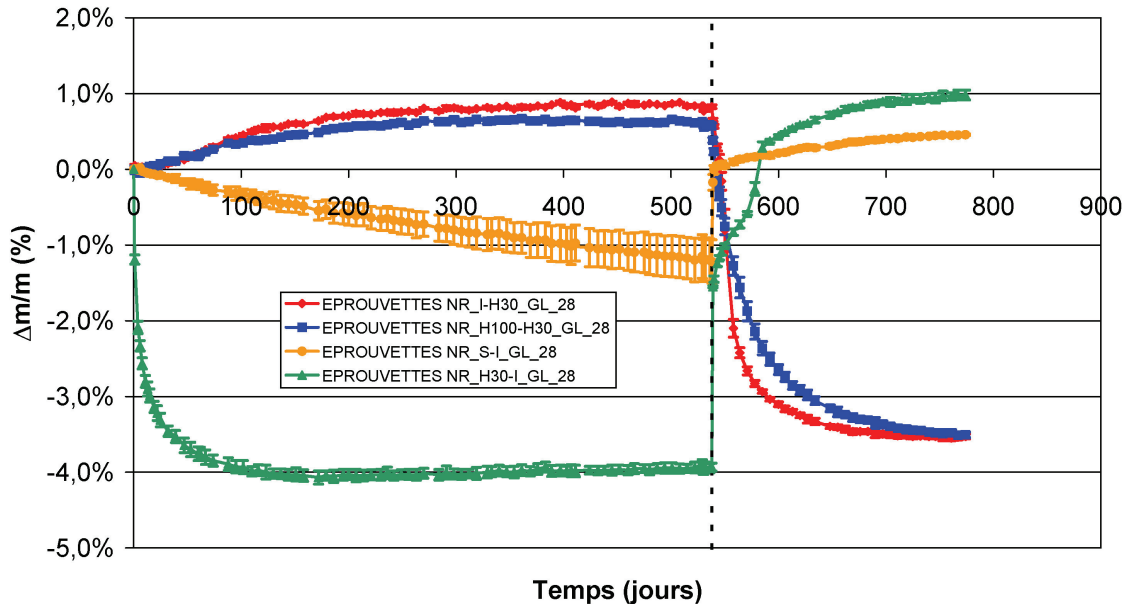 2,0%
1,0%
0,0%
-1,0%
-2,0%
-3,0%
-4,0%
-5,0%
Δm/m (%)
0 100 200 300 400 500 600 700 800 900
EPROUVETTES NR_I-H30_GL_28
EPROUVETTES NR_H100-H30_GL_28
EPROUVETTES NR_S-I_GL_28
EPROUVETTES NR_H30-I_GL_28
Temps (jours)